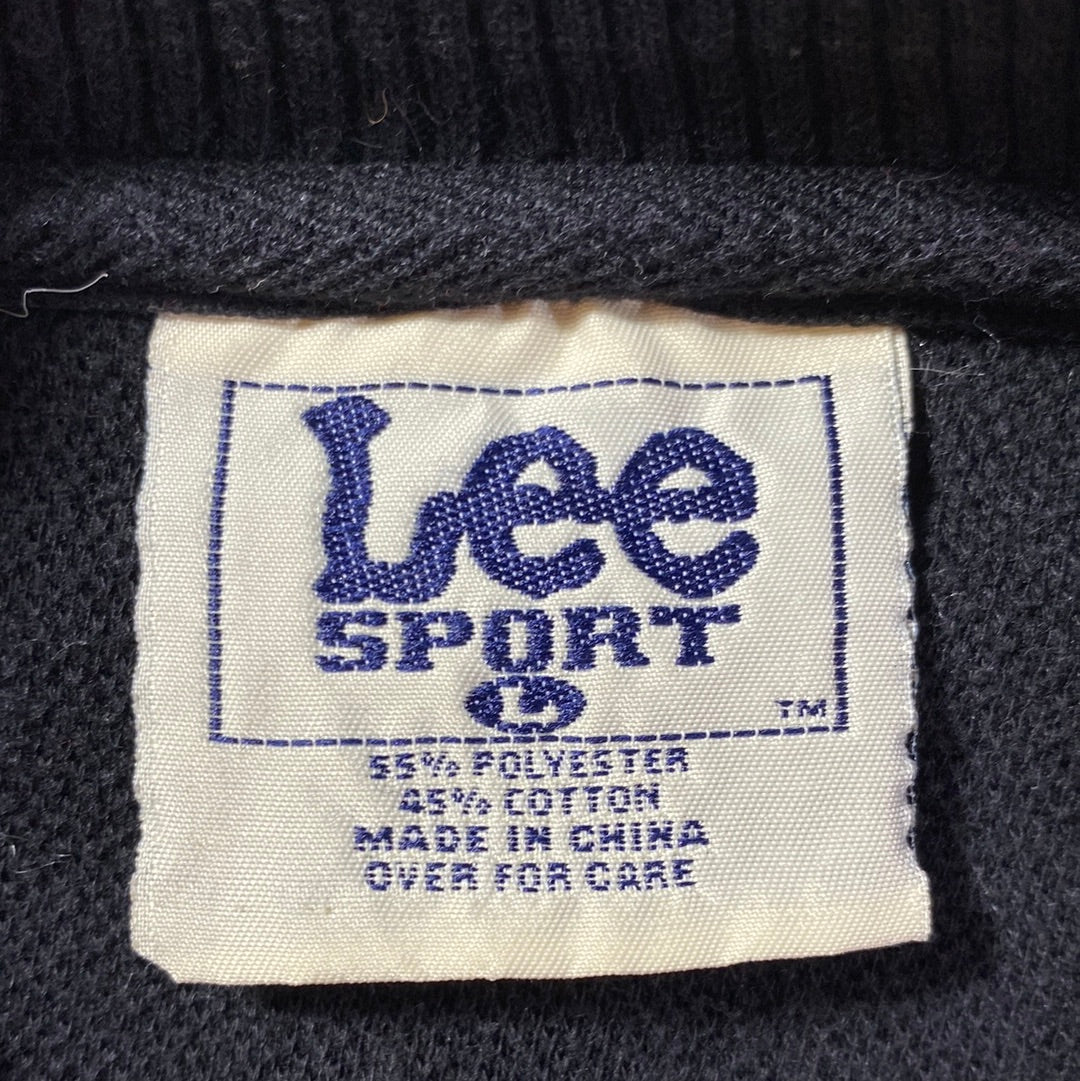 Lee
SPORT
L
TM
55% POLYESTER
45% COTTON
MADE IN CHINA
OVER FOR CARE